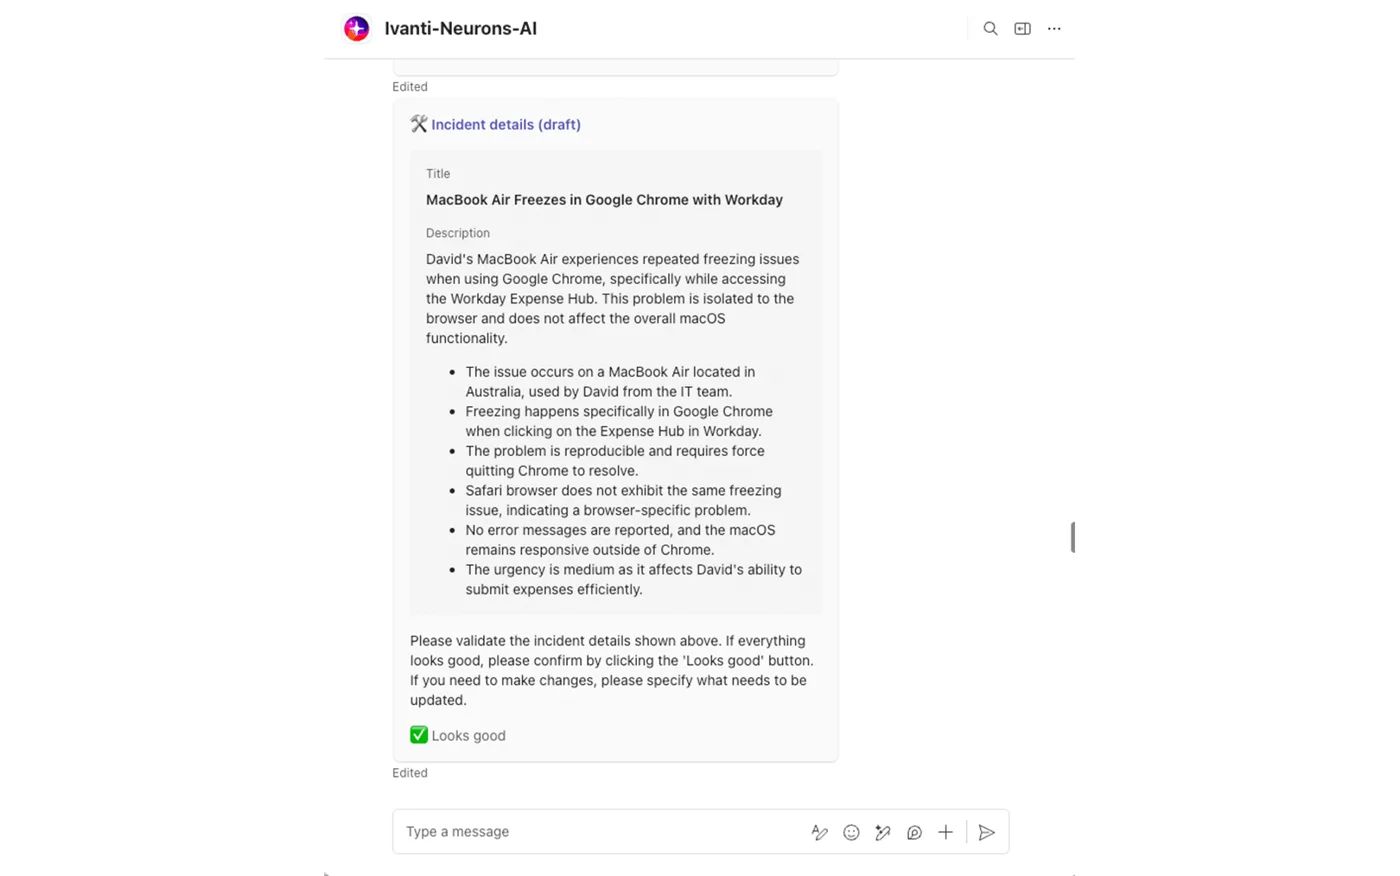 Ivanti-Neurons-AI
Edited
🛠 Incident details (draft)
Title
MacBook Air Freezes in Google Chrome with Workday
Description
David's MacBook Air experiences repeated freezing issues
when using Google Chrome, specifically while accessing
the Workday Expense Hub. This problem is isolated to the
browser and does not affect the overall macOS
functionality.
• The issue occurs on a MacBook Air located in
Australia, used by David from the IT team.
• Freezing happens specifically in Google Chrome
when clicking on the Expense Hub in Workday.
• The problem is reproducible and requires force
quitting Chrome to resolve.
• Safari browser does not exhibit the same freezing
issue, indicating a browser-specific problem.
• No error messages are reported, and the macOS
remains responsive outside of Chrome.
• The urgency is medium as it affects David's ability to
submit expenses efficiently.
Please validate the incident details shown above. If everything
looks good, please confirm by clicking the 'Looks good' button.
If you need to make changes, please specify what needs to be
updated.
✅ Looks good
Edited
Type a message